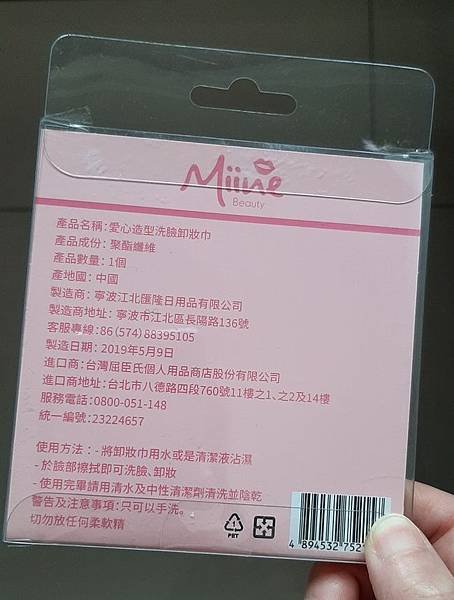 Miiine
Beauty
產品名稱：愛心造型洗臉卸妝巾
產品成份：聚酯纖維
產品數量：1個
產地國：中國
製造商：寧波江北匯隆日用品有限公司
製造商地址：寧波市江北區長陽路136號
客服專線：86(574)88395105
製造日期：2019年5月9日
進口商：台灣屈臣氏個人用品商店股份有限公司
進口商地址：台北市八德路四段760號11樓之1、之2及14樓
服務電話：0800-051-148
統一編號：23224657
使用方法：- 將卸妝巾用水或是清潔液沾濕
- 於臉部擦拭即可洗臉、卸妝
- 使用完畢請用清水及中性清潔劑清洗並陰乾
警告及注意事項：只可以手洗。
切勿放任何柔軟精
1
PET
4 894532 752